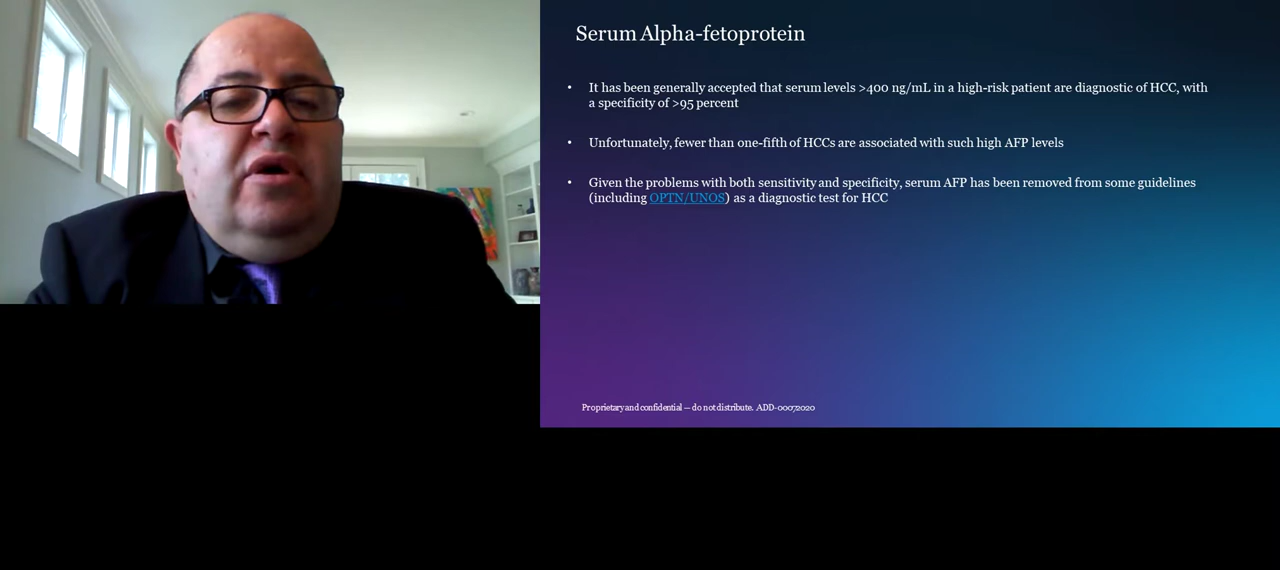 Serum Alpha-fetoprotein
• It has been generally accepted that serum levels >400 ng/mL in a high-risk patient are diagnostic of HCC, with
a specificity of >95 percent
• Unfortunately, fewer than one-fifth of HCCs are associated with such high AFP levels
• Given the problems with both sensitivity and specificity, serum AFP has been removed from some guidelines
(including OPTN/UNOS) as a diagnostic test for HCC
Proprietary and confidential — do not distribute. ADD-00072020